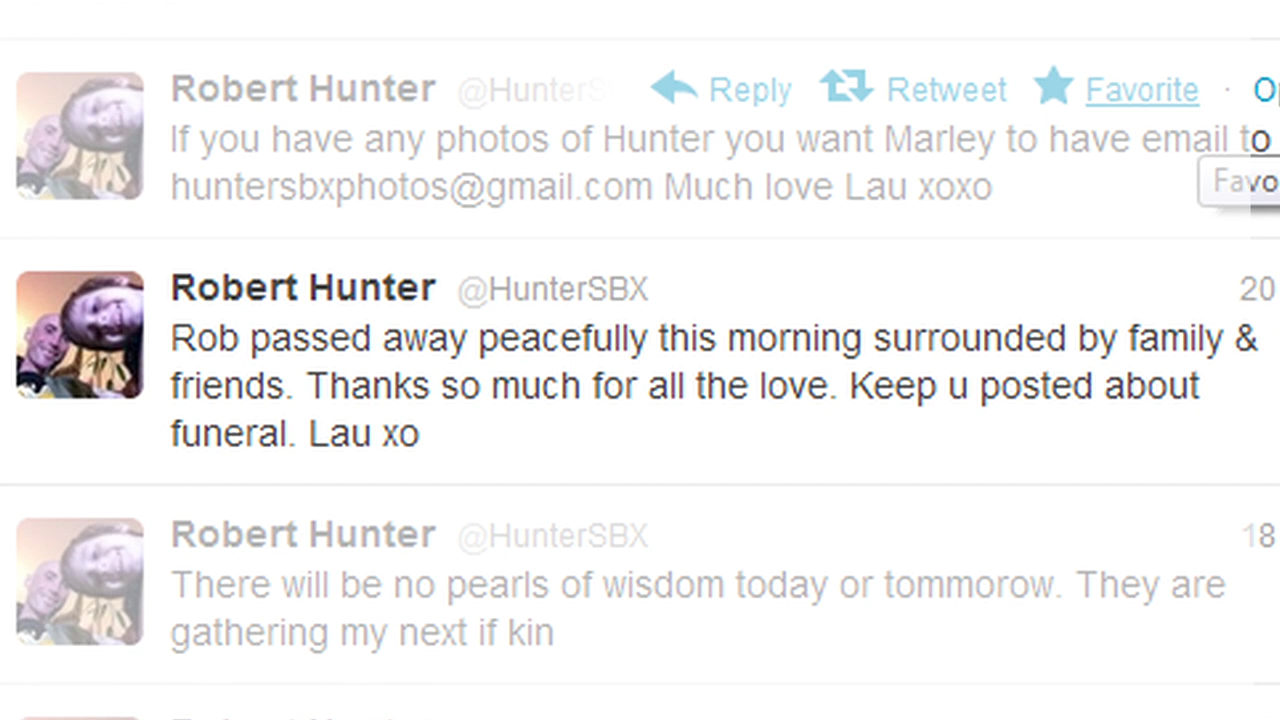 Robert Hunter @HunterS Reply Retweet Favorite · Op
If you have any photos of Hunter you want Marley to have email to
huntersbxphotos@gmail.com Much love Lau xoxo
Favo
Robert Hunter @HunterSBX 20
Rob passed away peacefully this morning surrounded by family &
friends. Thanks so much for all the love. Keep u posted about
funeral. Lau xo
Robert Hunter @HunterSBX 18
There will be no pearls of wisdom today or tommorow. They are
gathering my next if kin